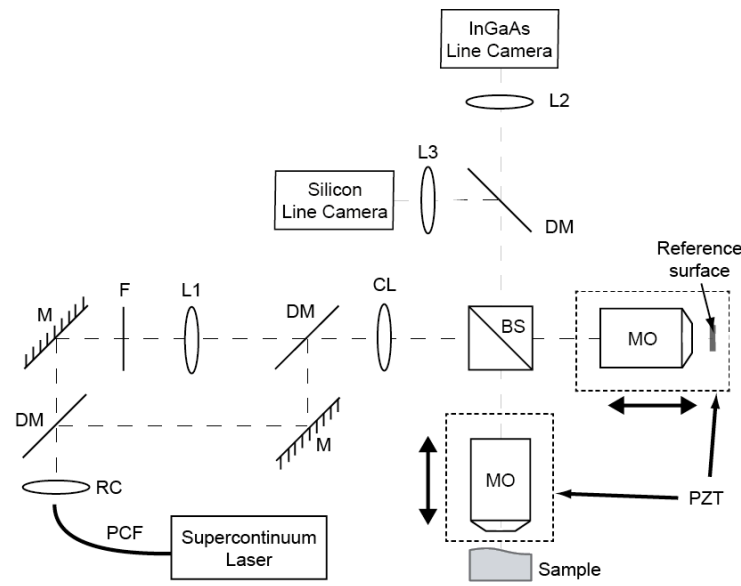 InGaAs
Line Camera
L2
L3
Silicon
Line Camera
DM
Reference
surface
M
F
L1
DM
CL
BS
MO
DM
M
MO
PZT
RC
PCF
Supercontinuum
Laser
Sample